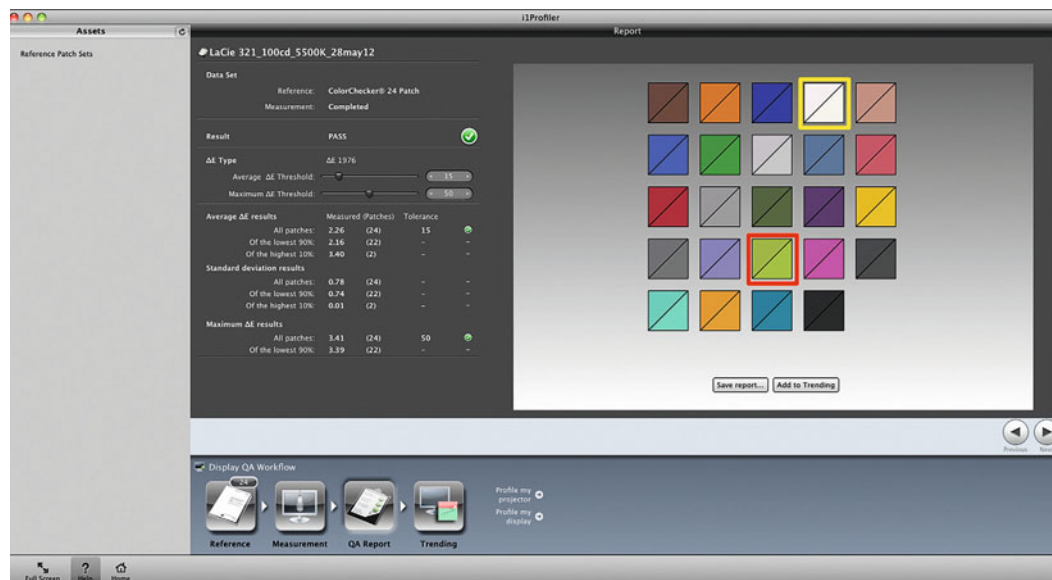 i1Profiler
Assets
Report
Reference Patch Sets
LaCie 321_100cd_5500K_28may12
Data Set
Reference: ColorChecker® 24 Patch
Measurement: Completed
Result PASS
ΔE Type ΔE 1976
Average ΔE Threshold: 15
Maximum ΔE Threshold: 50
Average ΔE results Measured (Patches) Tolerance
All patches: 2.26 (24) 15
Of the lowest 90%: 2.16 (22) - -
Of the highest 10%: 3.40 (2) - -
Standard deviation results
All patches: 0.78 (24) - -
Of the lowest 90%: 0.74 (22) - -
Of the highest 10%: 0.01 (2) - -
Maximum ΔE results
All patches: 3.41 (24) 50
Of the lowest 90%: 3.39 (22) - -
Save report... Add to Trending
Previous Next
Display QA Workflow
24
Profile my
projector
Profile my
display
Reference Measurement QA Report Trending
Full Screen Help Home